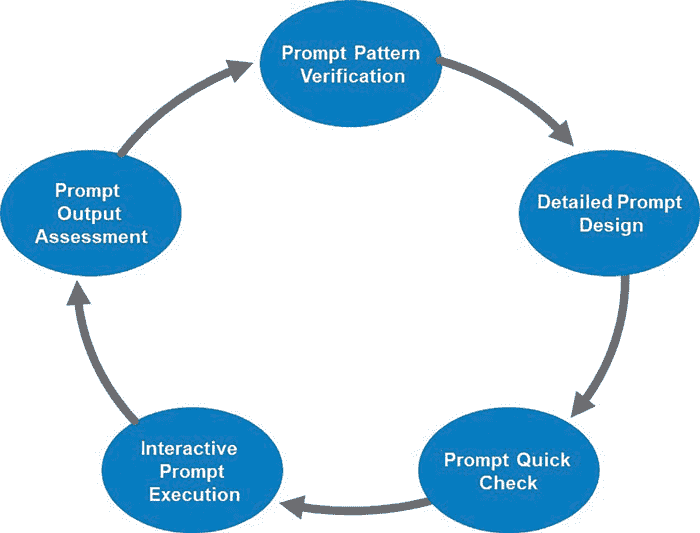 Prompt Pattern
Verification
Detailed Prompt
Design
Prompt Quick
Check
Interactive
Prompt
Execution
Prompt
Output
Assessment